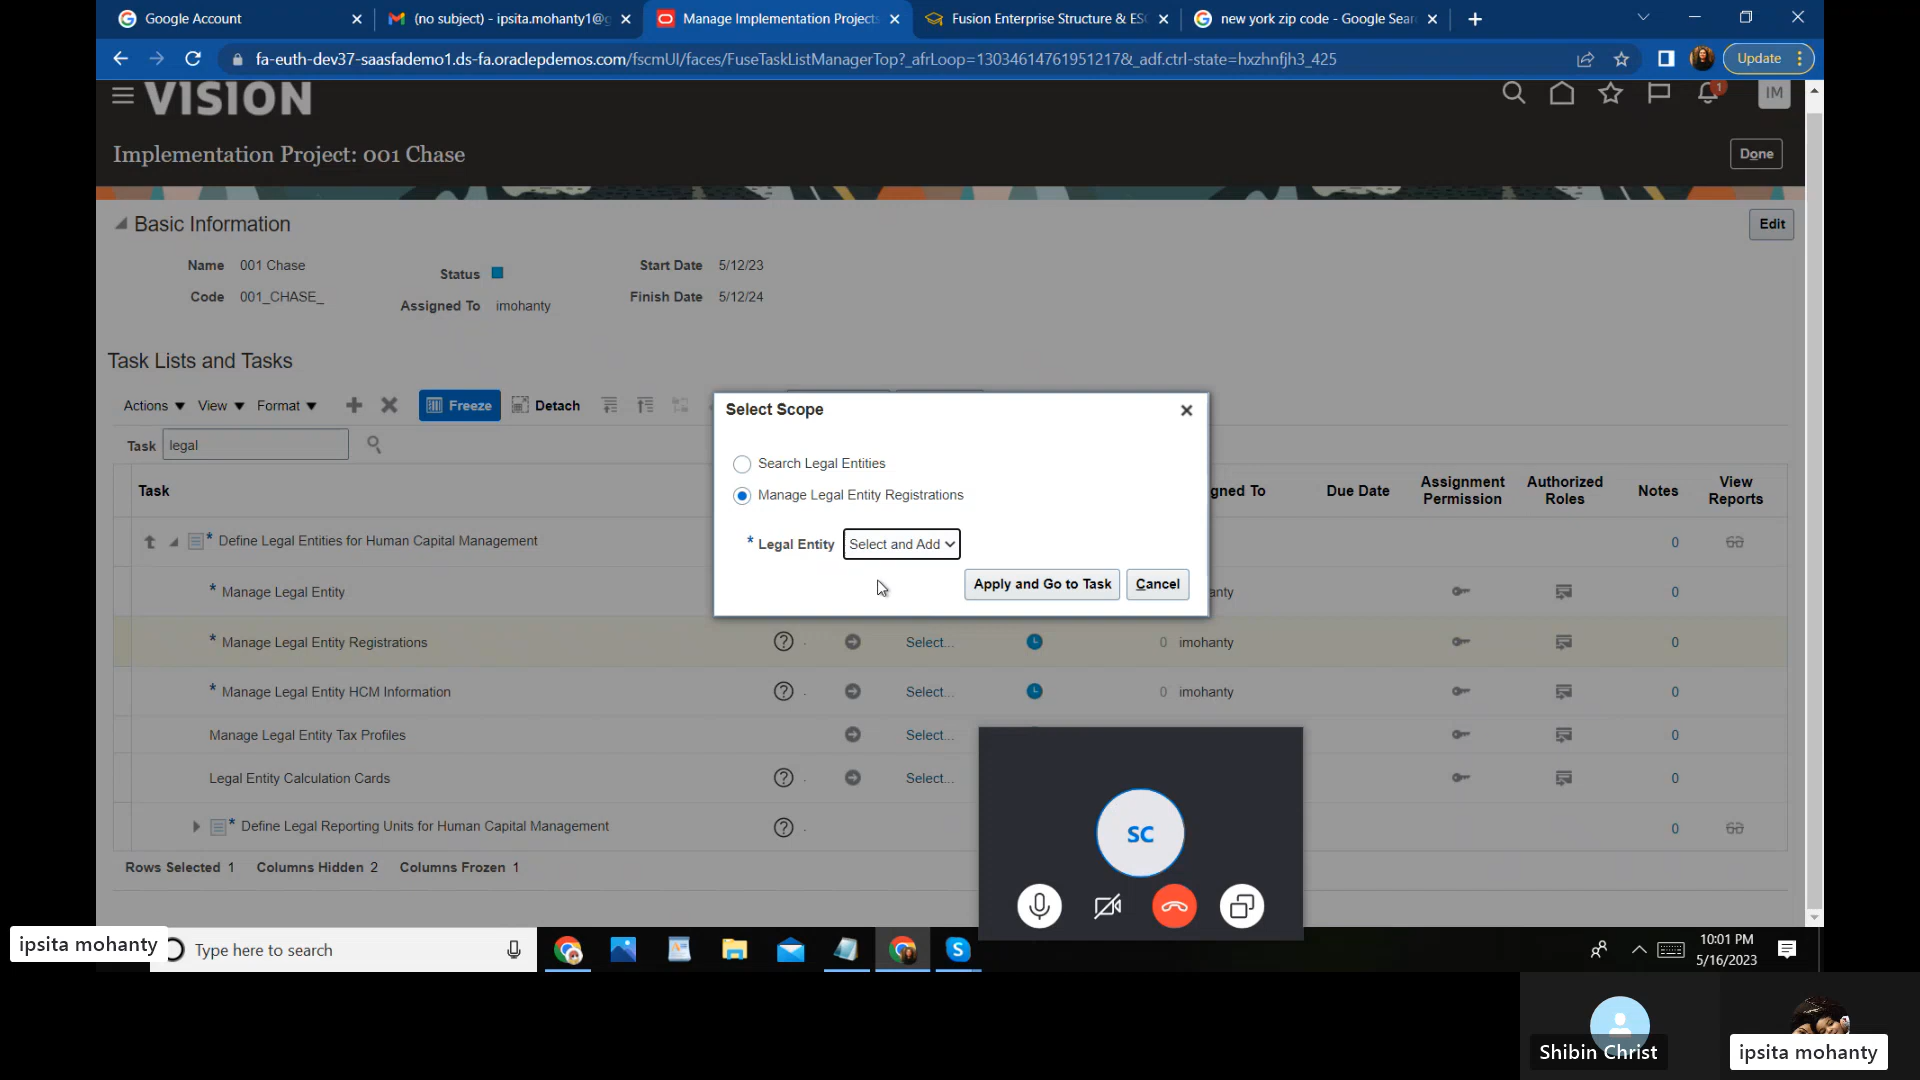 Google Account
(no subject) - ipsita.mohanty1@g
Manage Implementation Projects
Fusion Enterprise Structure & ES
new york zip code - Google Sear
fa-euth-dev37-saasfademo1.ds-fa.oraclepdemos.com/fscmUI/faces/FuseTaskListManagerTop?_afrLoop=13034614761951217&_adf.ctrl-state=hxzhnfjh3_425
Update
VISION
1
IM
Implementation Project: 001 Chase
Done
Basic Information
Edit
Name 001 Chase
Status
Start Date 5/12/23
Code 001_CHASE_
Assigned To imohanty
Finish Date 5/12/24
Task Lists and Tasks
Actions View Format Freeze Detach
Task legal
Select Scope
Search Legal Entities
Manage Legal Entity Registrations
* Legal Entity Select and Add
Apply and Go to Task Cancel
Task
gned To
Due Date
Assignment Permission
Authorized Roles
Notes
View Reports
* Define Legal Entities for Human Capital Management 0
* Manage Legal Entity anty 0
* Manage Legal Entity Registrations Select... 0 imohanty 0
* Manage Legal Entity HCM Information Select... 0 imohanty 0
Manage Legal Entity Tax Profiles Select... 0
Legal Entity Calculation Cards Select... 0
* Define Legal Reporting Units for Human Capital Management 0
Rows Selected 1 Columns Hidden 2 Columns Frozen 1
SC
ipsita mohanty
Type here to search
10:01 PM
5/16/2023
Shibin Christ
ipsita mohanty